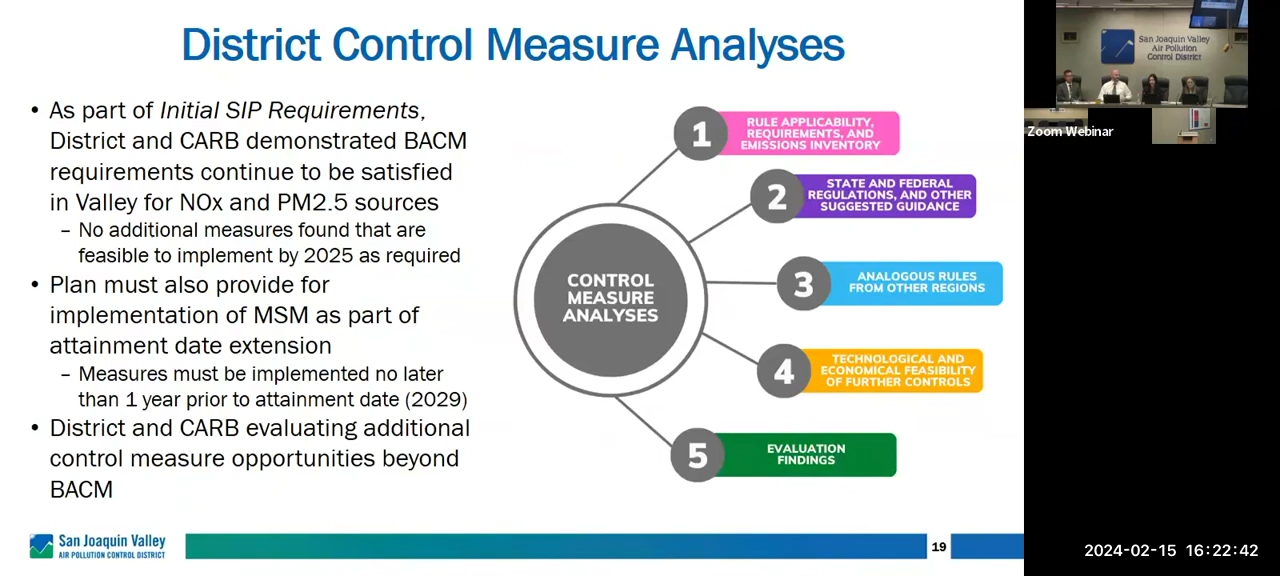 District Control Measure Analyses
• As part of Initial SIP Requirements,
District and CARB demonstrated BACM
requirements continue to be satisfied
in Valley for NOx and PM2.5 sources
– No additional measures found that are
feasible to implement by 2025 as required
• Plan must also provide for
implementation of MSM as part of
attainment date extension
– Measures must be implemented no later
than 1 year prior to attainment date (2029)
• District and CARB evaluating additional
control measure opportunities beyond
BACM
CONTROL
MEASURE
ANALYSES
1
RULE APPLICABILITY,
REQUIREMENTS, AND
EMISSIONS INVENTORY
2
STATE AND FEDERAL
REGULATIONS, AND OTHER
SUGGESTED GUIDANCE
3
ANALOGOUS RULES
FROM OTHER REGIONS
4
TECHNOLOGICAL AND
ECONOMICAL FEASIBILITY
OF FURTHER CONTROLS
5
EVALUATION
FINDINGS
San Joaquin Valley
AIR POLLUTION CONTROL DISTRICT
19
San Joaquin Valley
Air Pollution
Control District
Zoom Webinar
2024-02-15 16:22:42